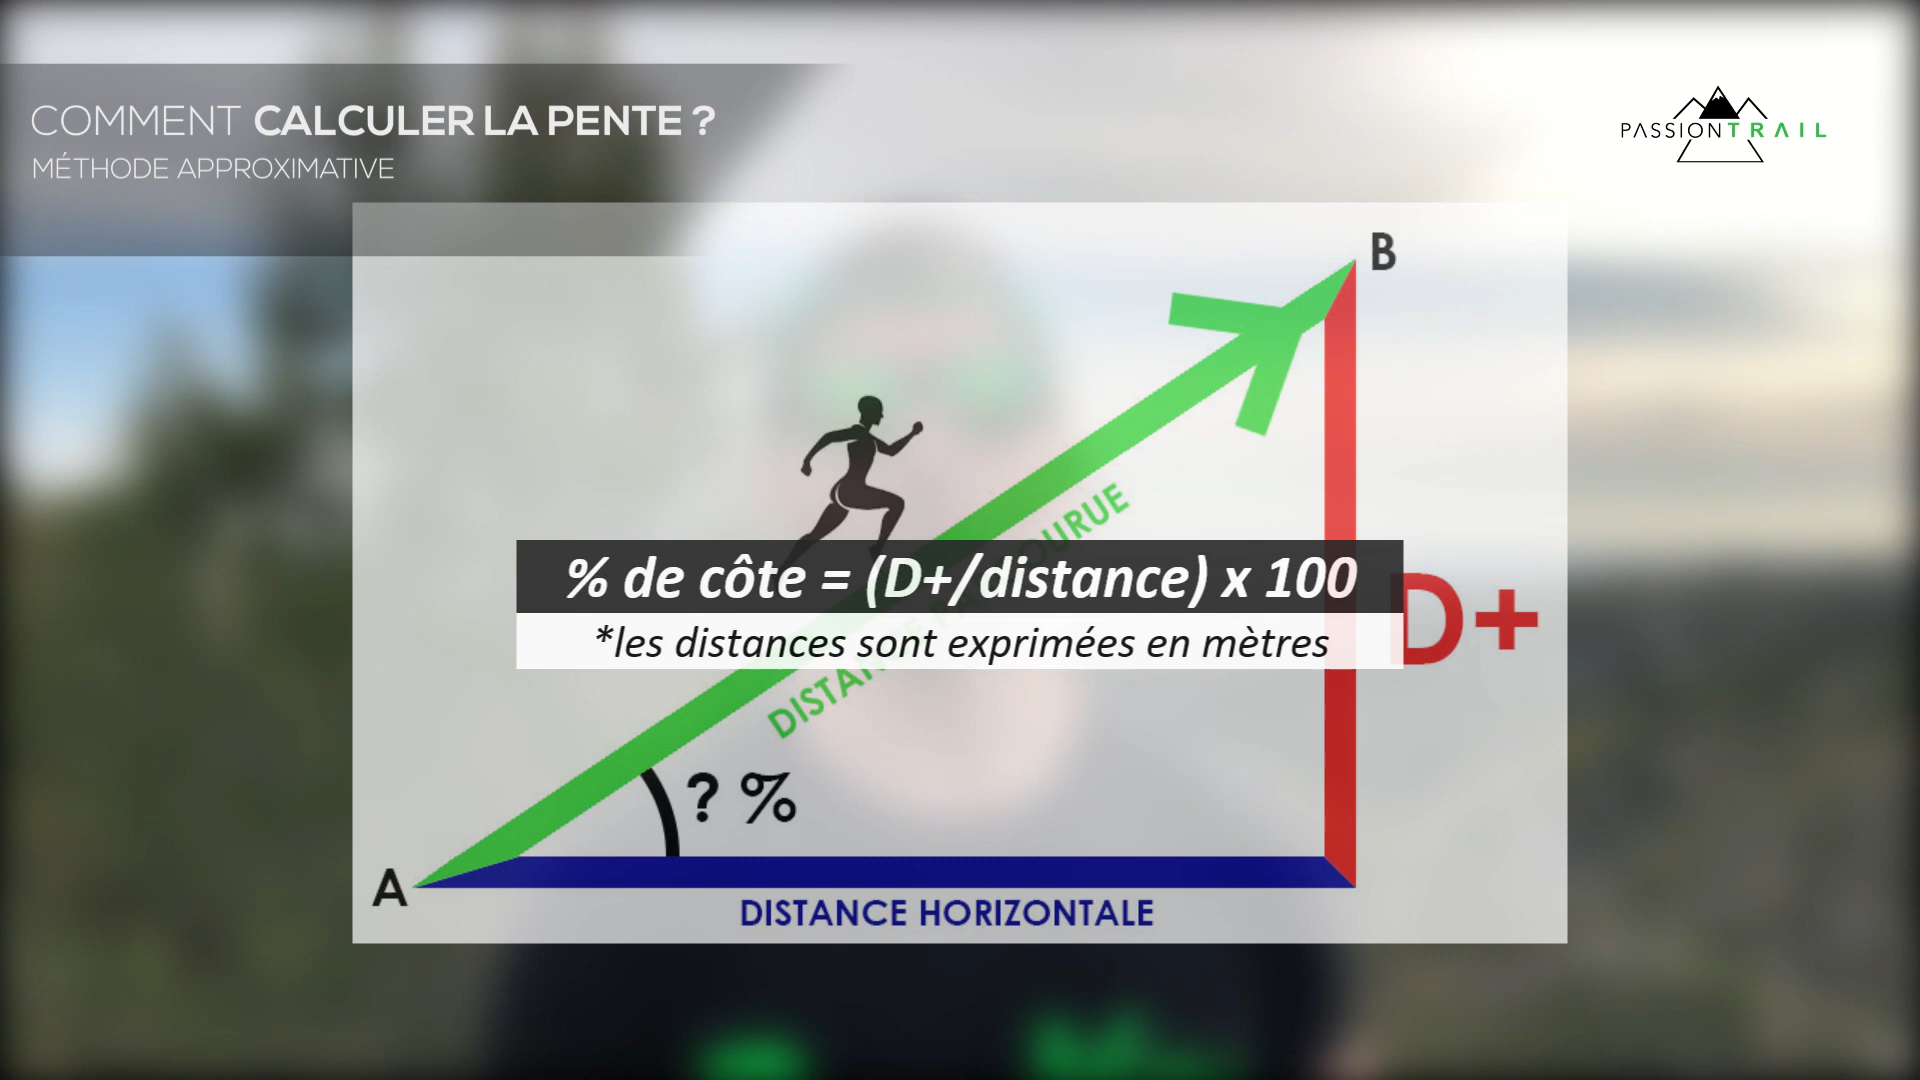 COMMENT CALCULER LA PENTE ?
MÉTHODE APPROXIMATIVE
PASSIONTRAIL
B
% de côte = (D+/distance) x 100
*les distances sont exprimées en mètres
D+
? %
A
DISTANCE HORIZONTALE